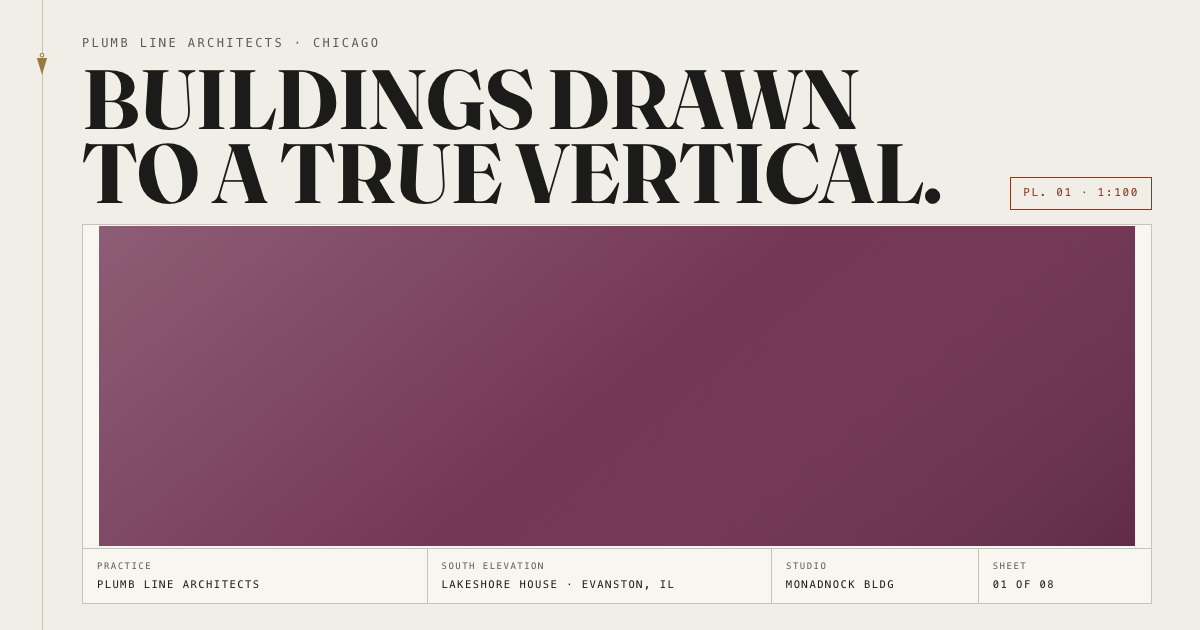 PLUMB LINE ARCHITECTS · CHICAGO
BUILDINGS DRAWN
TO A TRUE VERTICAL.
PL. 01 · 1:100
PRACTICE
PLUMB LINE ARCHITECTS
SOUTH ELEVATION
LAKESHORE HOUSE · EVANSTON, IL
STUDIO
MONADNOCK BLDG
SHEET
01 OF 08